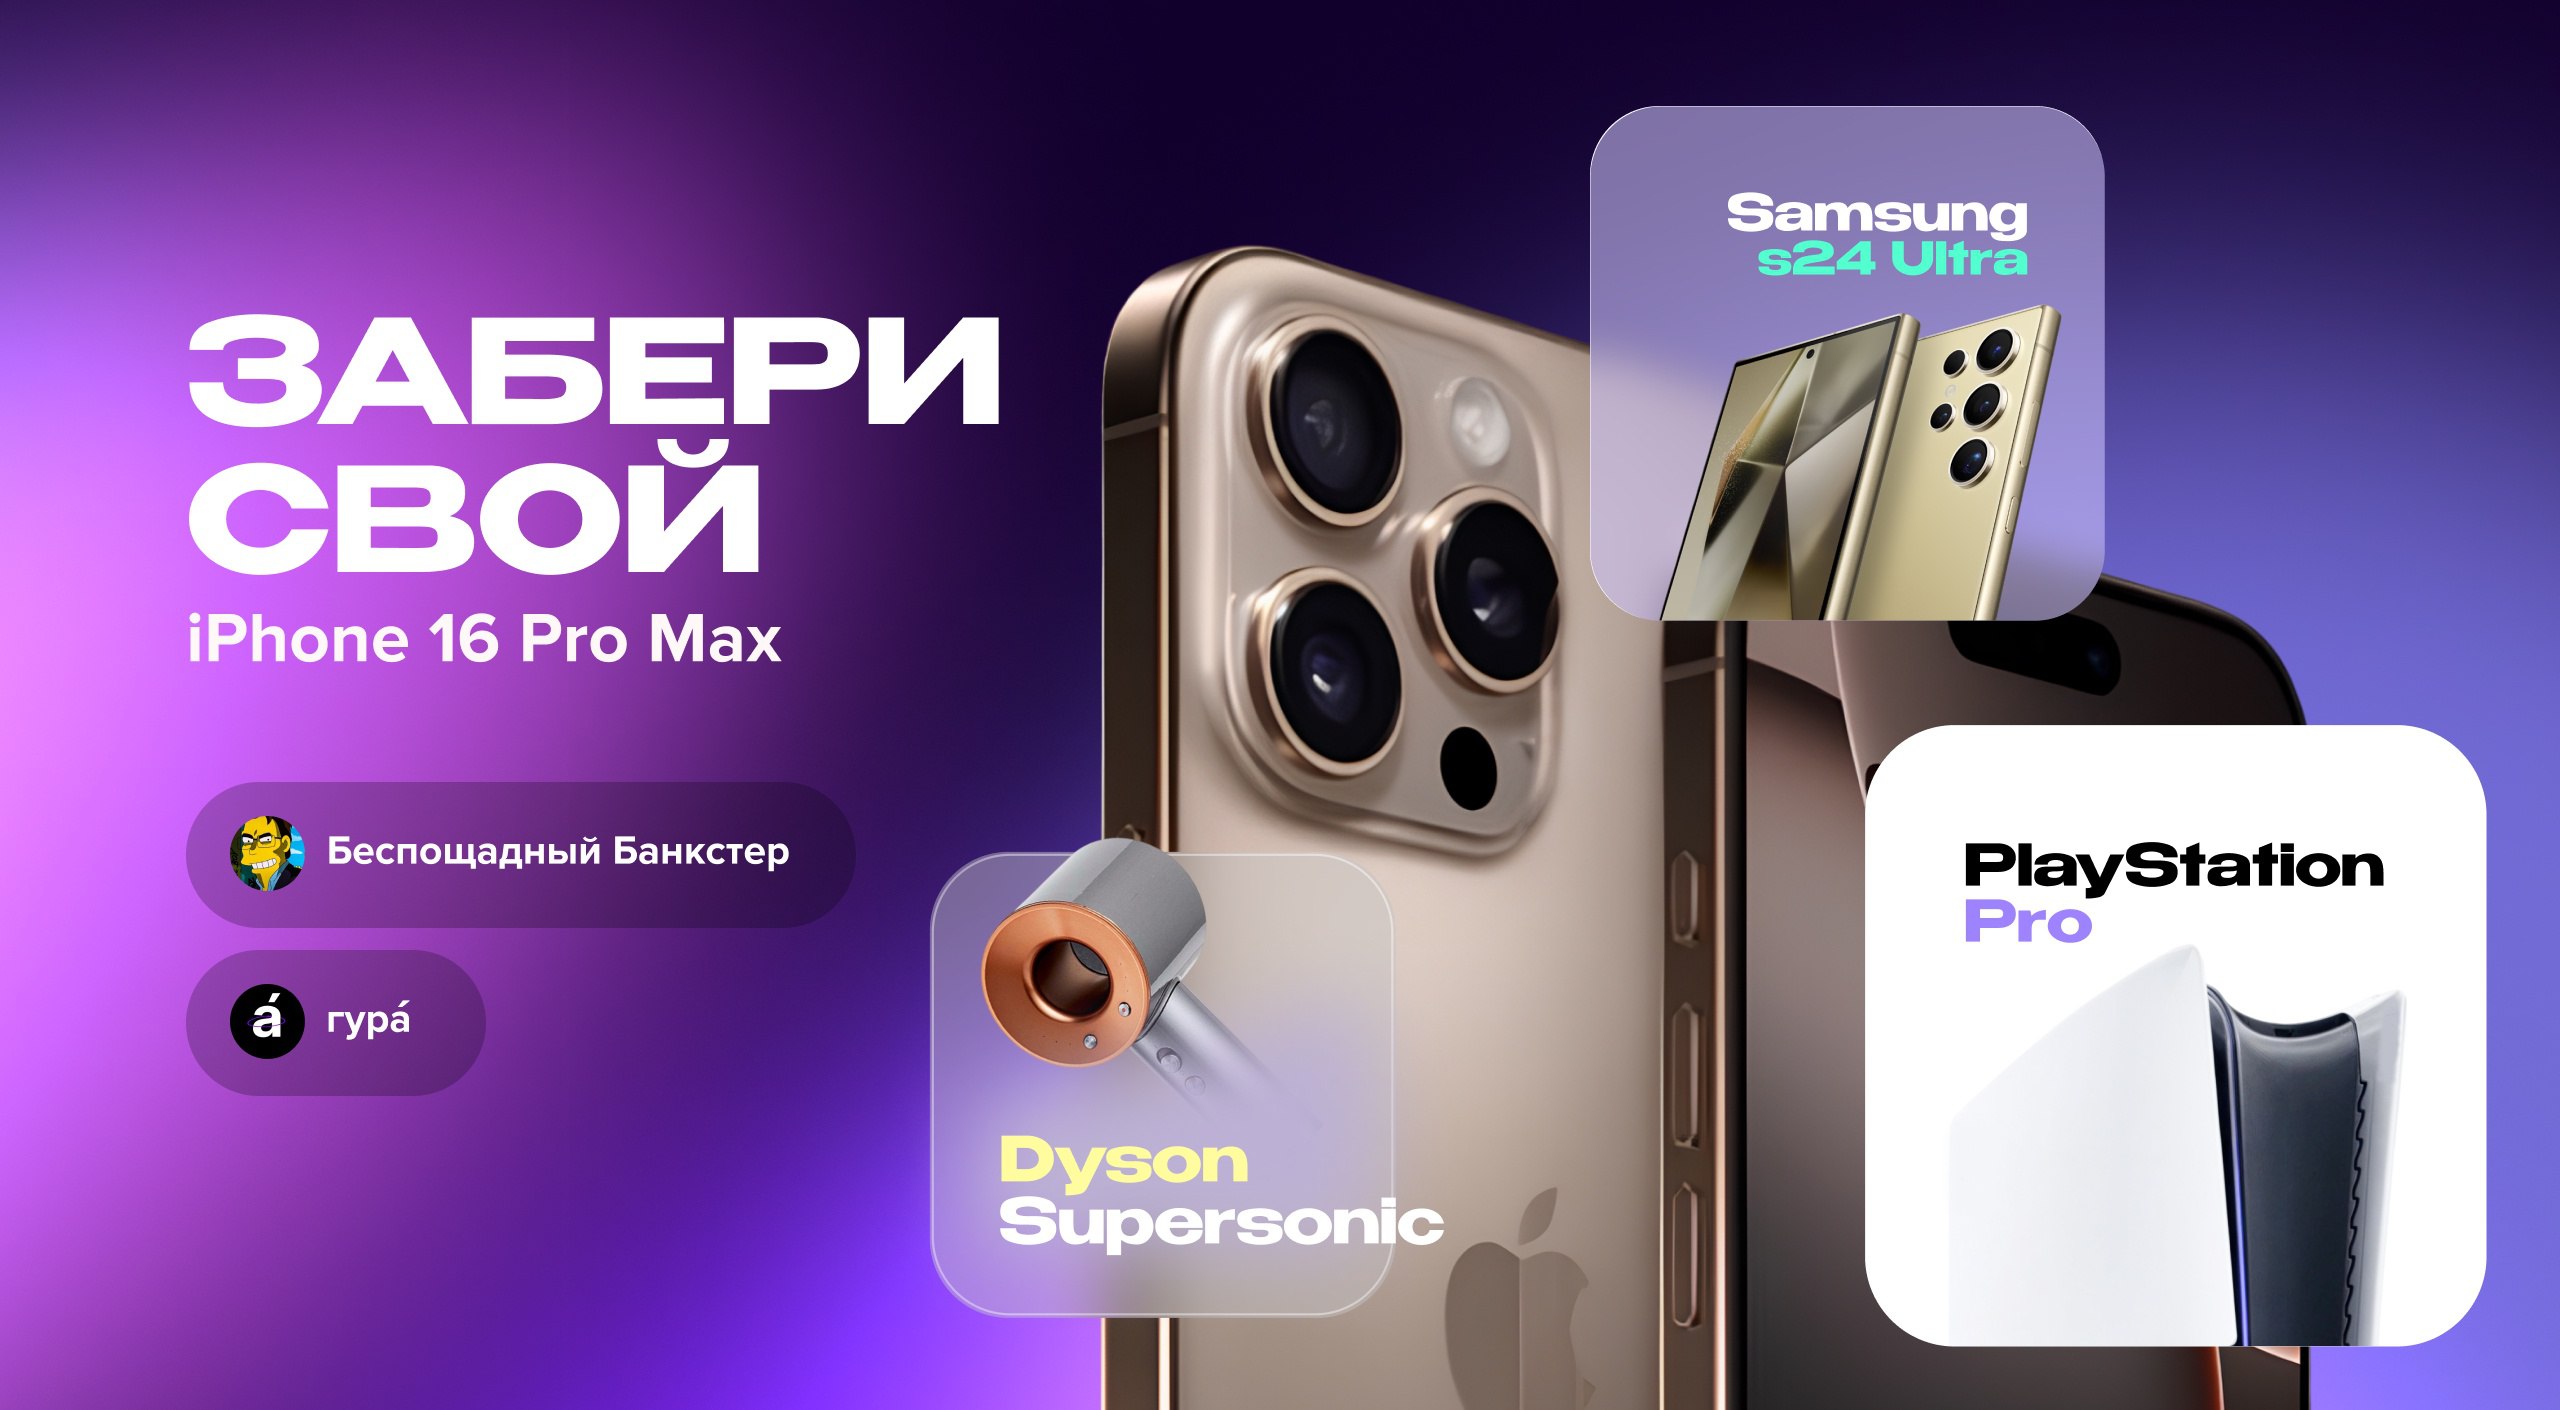 ЗАБЕРИ
СВОЙ
iPhone 16 Pro Max
Беспощадный Банкстер
á
гурá
Samsung
s24 Ultra
Dyson
Supersonic
PlayStation
Pro